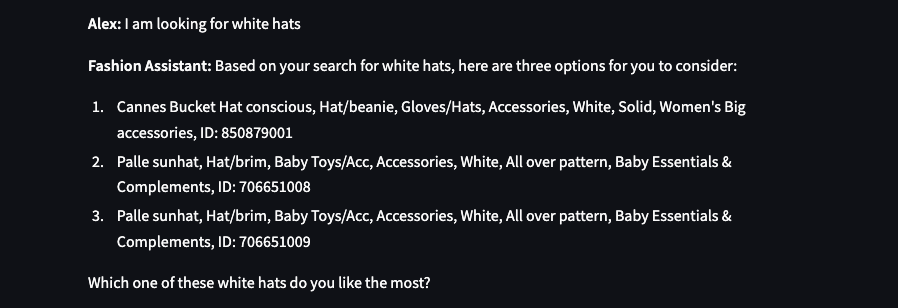 Alex: I am looking for white hats
Fashion Assistant: Based on your search for white hats, here are three options for you to consider:
1. Cannes Bucket Hat conscious, Hat/beanie, Gloves/Hats, Accessories, White, Solid, Women's Big
accessories, ID: 850879001
2. Palle sunhat, Hat/brim, Baby Toys/Acc, Accessories, White, All over pattern, Baby Essentials &
Complements, ID: 706651008
3. Palle sunhat, Hat/brim, Baby Toys/Acc, Accessories, White, All over pattern, Baby Essentials &
Complements, ID: 706651009
Which one of these white hats do you like the most?